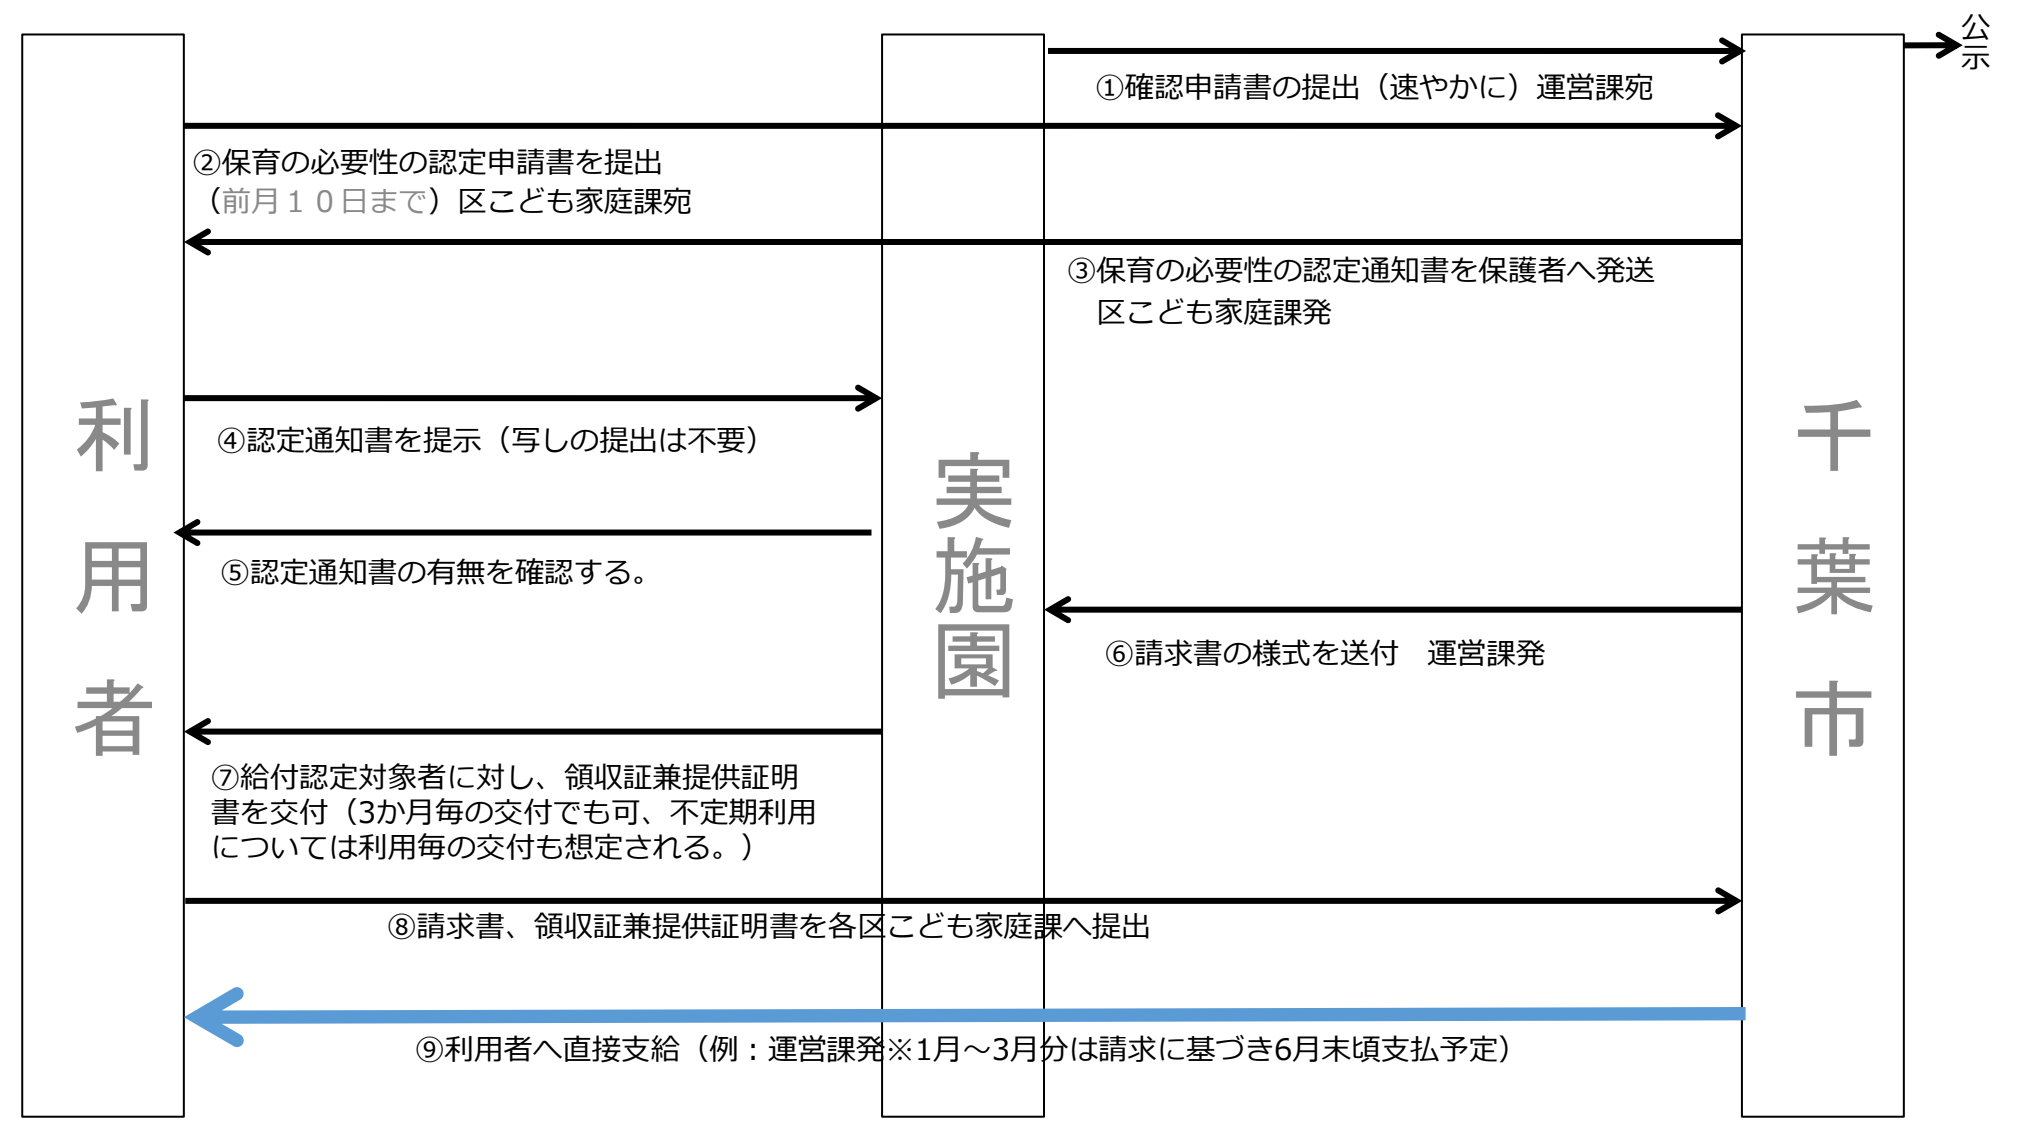 公示
①確認申請書の提出（速やかに）運営課宛
②保育の必要性の認定申請書を提出
（前月１０日まで）区こども家庭課宛
③保育の必要性の認定通知書を保護者へ発送
区こども家庭課発
利用者
実施園
千葉市
④認定通知書を提示（写しの提出は不要）
⑤認定通知書の有無を確認する。
⑥請求書の様式を送付　運営課発
⑦給付認定対象者に対し、領収証兼提供証明
書を交付（3か月毎の交付でも可、不定期利用
については利用毎の交付も想定される。）
⑧請求書、領収証兼提供証明書を各区こども家庭課へ提出
⑨利用者へ直接支給（例：運営課発※1月～3月分は請求に基づき6月末頃支払予定）